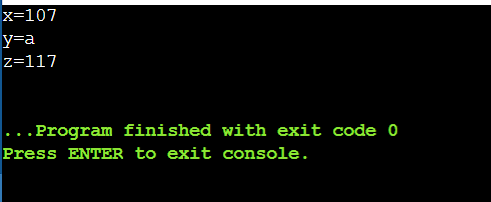 x=107
y=a
z=117
...Program finished with exit code 0
Press ENTER to exit console.